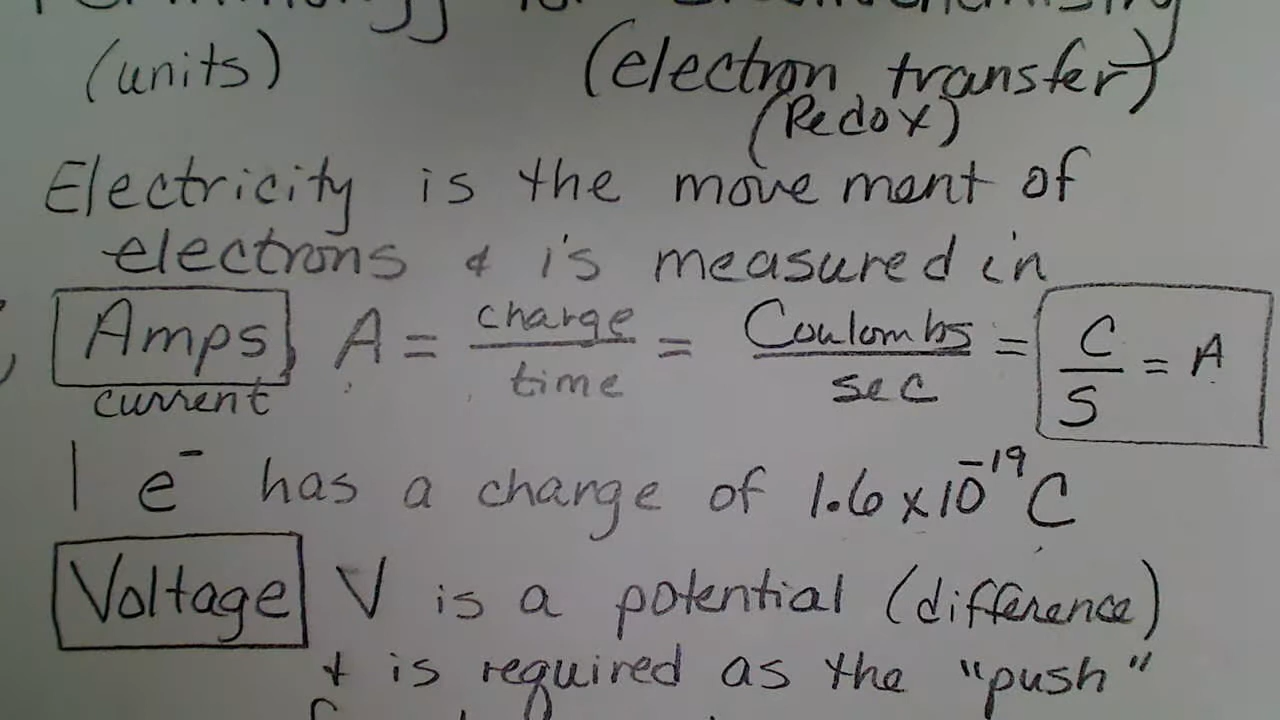 (units) (electron transfer)
(Redox)
Electricity is the movement of
electrons & is measured in
Amps, A = charge/time = Coulombs/sec = C/S = A
current
1 e⁻ has a charge of 1.6 x 10⁻¹⁹ C
Voltage V is a potential (difference)
& is required as the "push"